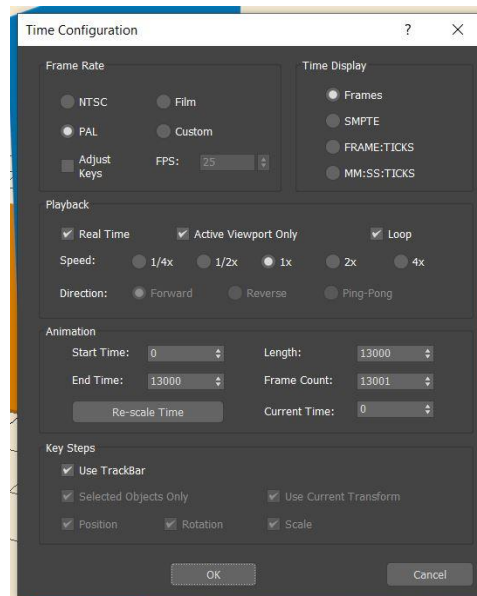 Time Configuration ? X
Frame Rate
NTSC Film
PAL Custom
Adjust Keys FPS: 25
Time Display
Frames
SMPTE
FRAME:TICKS
MM:SS:TICKS
Playback
Real Time Active Viewport Only Loop
Speed: 1/4x 1/2x 1x 2x 4x
Direction: Forward Reverse Ping-Pong
Animation
Start Time: 0 Length: 13000
End Time: 13000 Frame Count: 13001
Re-scale Time Current Time: 0
Key Steps
Use TrackBar
Selected Objects Only Use Current Transform
Position Rotation Scale
OK Cancel